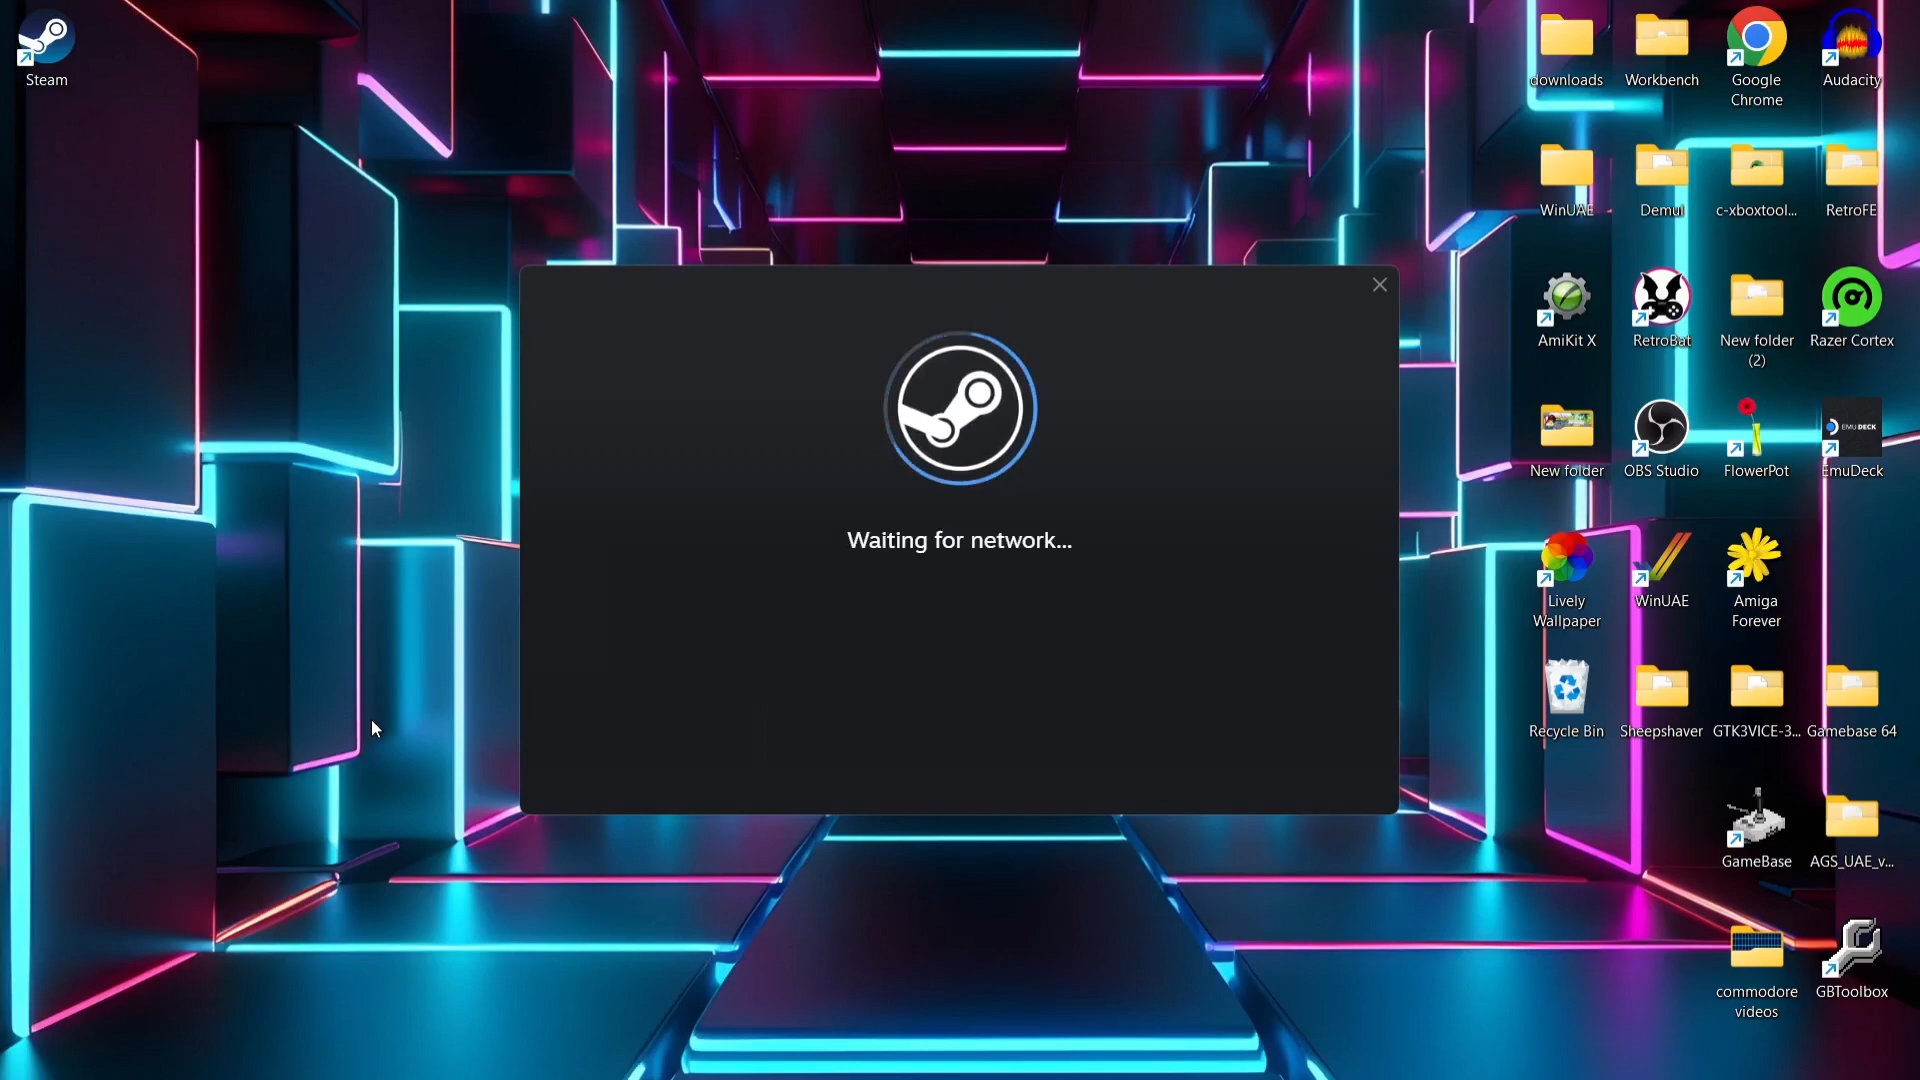 Steam
downloads
Workbench
Google
Chrome
Audacity
WinUAE
Demul
c-xboxtool...
RetroFE
AmiKit X
RetroBat
New folder
(2)
Razer Cortex
New folder
OBS Studio
FlowerPot
EMUDECK
EmuDeck
Waiting for network...
Lively
Wallpaper
WinUAE
Amiga
Forever
Recycle Bin
Sheepshaver
GTK3VICE-3...
Gamebase 64
GameBase
AGS_UAE_v...
commodore
videos
GBToolbox